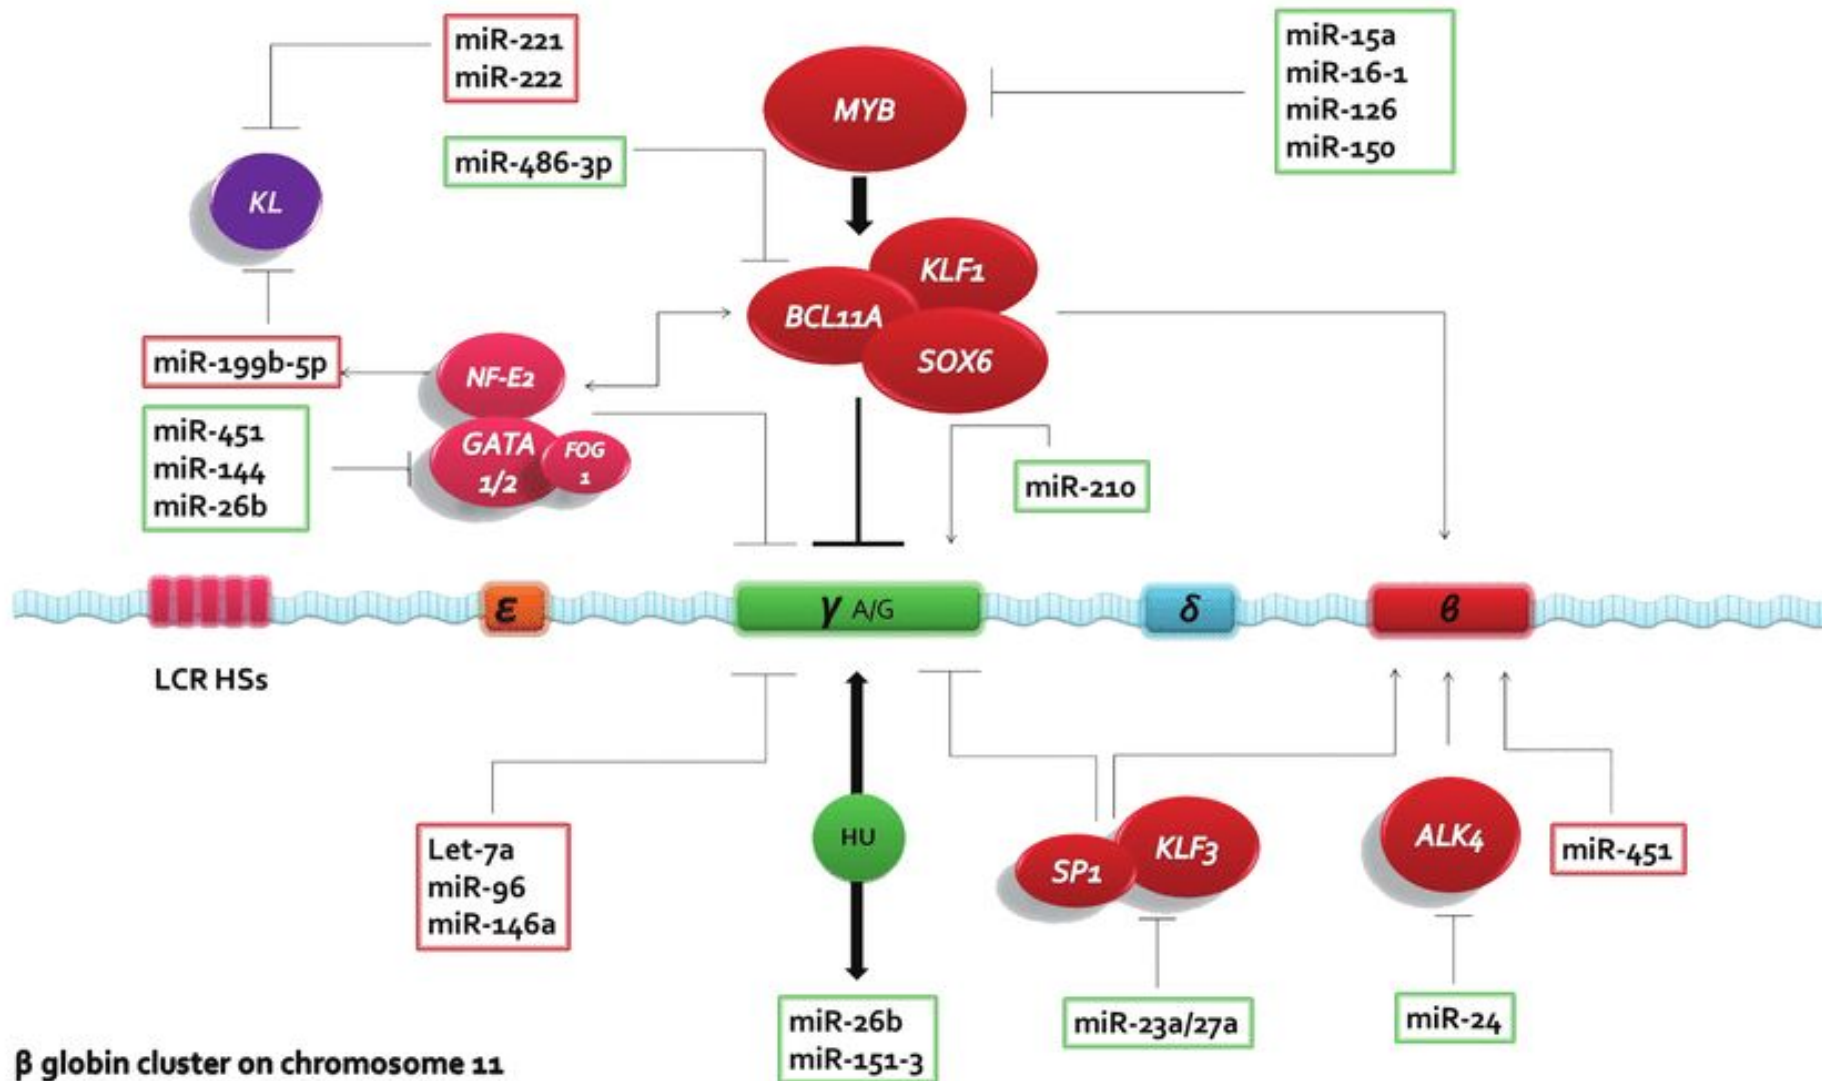 miR-221
miR-222
miR-15a
miR-16-1
miR-126
miR-150
MYB
miR-486-3p
KL
KLF1
BCL11A
SOX6
miR-199b-5p
NF-E2
miR-451
miR-144
miR-26b
GATA
1/2
FOG
1
miR-210
ε
γ A/G
δ
β
LCR HSs
Let-7a
miR-96
miR-146a
HU
SP1
KLF3
ALK4
miR-451
miR-26b
miR-151-3
miR-23a/27a
miR-24
β globin cluster on chromosome 11